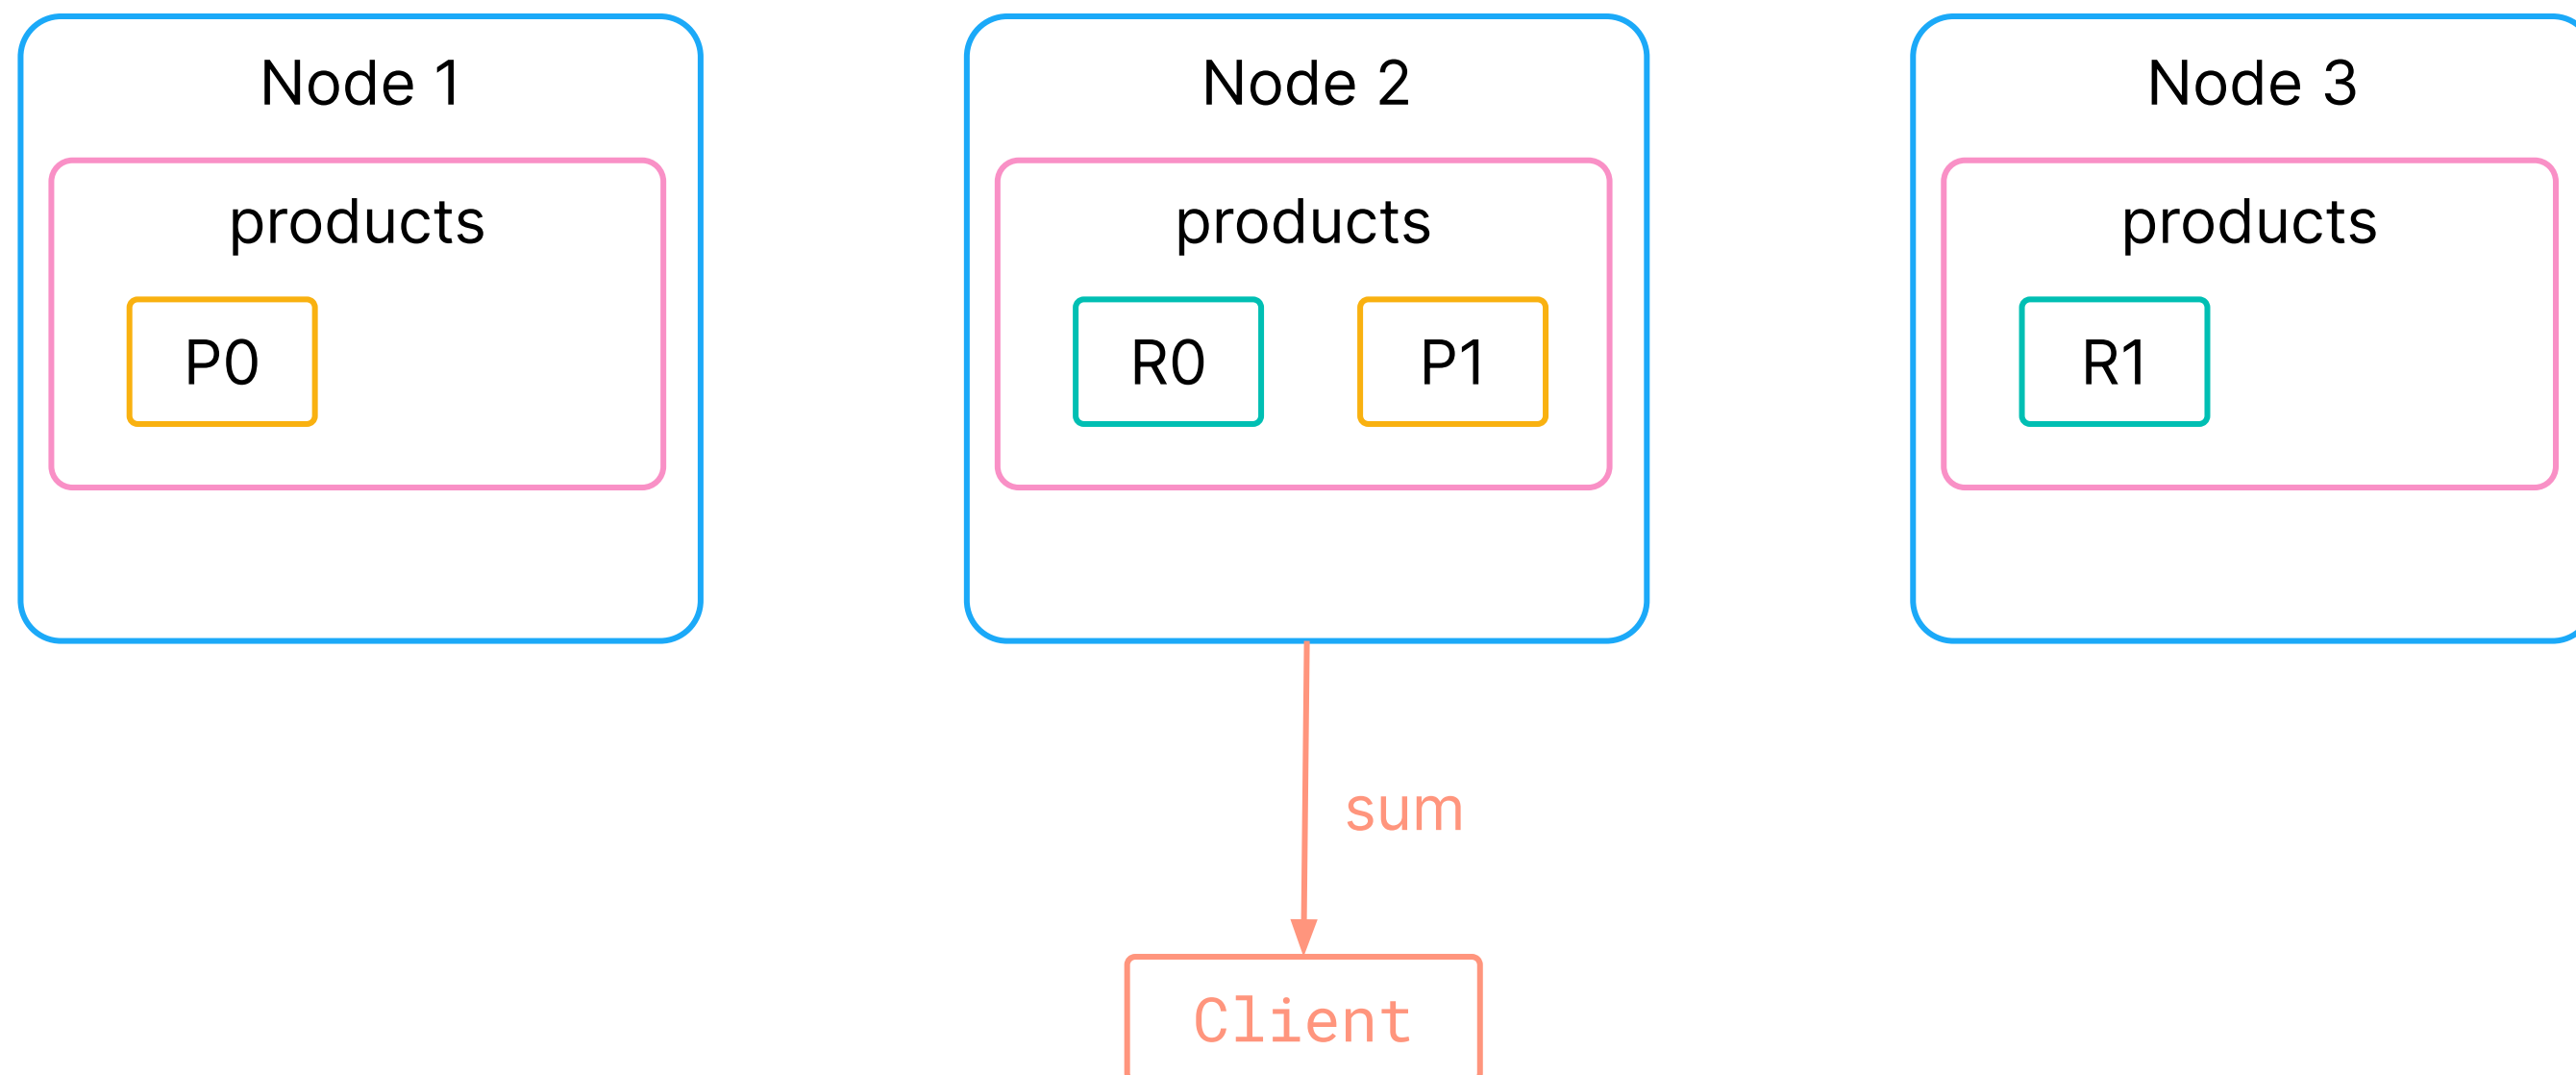 Node 1
products
P0
Node 2
products
R0
P1
Node 3
products
R1
sum
Client